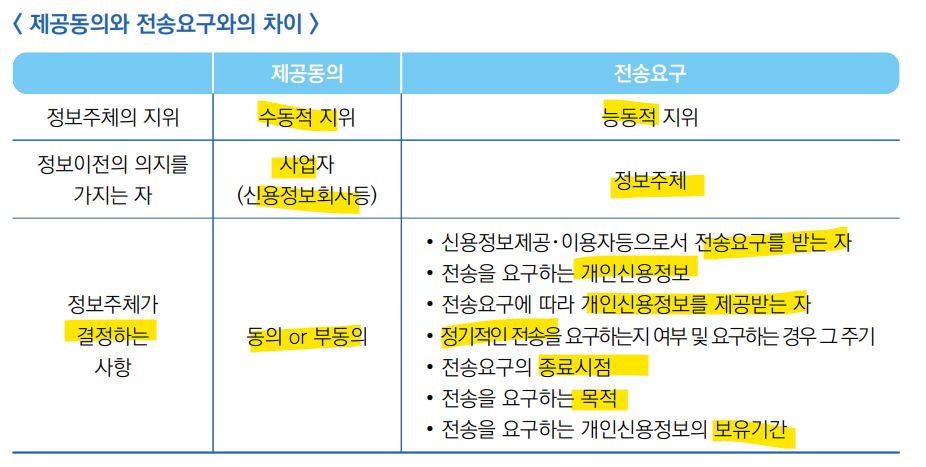 < 제공동의와 전송요구와의 차이 >
제공동의 전송요구
정보주체의 지위 수동적 지위 능동적 지위
정보이전의 의지를
가지는 자
사업자
(신용정보회사등)
정보주체
정보주체가
결정하는
사항
동의 or 부동의
• 신용정보제공·이용자등으로서 전송요구를 받는 자
• 전송을 요구하는 개인신용정보
• 전송요구에 따라 개인신용정보를 제공받는 자
• 정기적인 전송을 요구하는지 여부 및 요구하는 경우 그 주기
• 전송요구의 종료시점
• 전송을 요구하는 목적
• 전송을 요구하는 개인신용정보의 보유기간